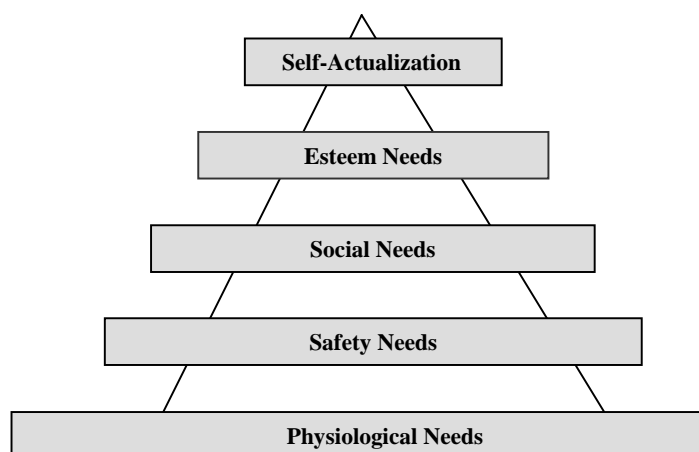 Self-Actualization
Esteem Needs
Social Needs
Safety Needs
Physiological Needs